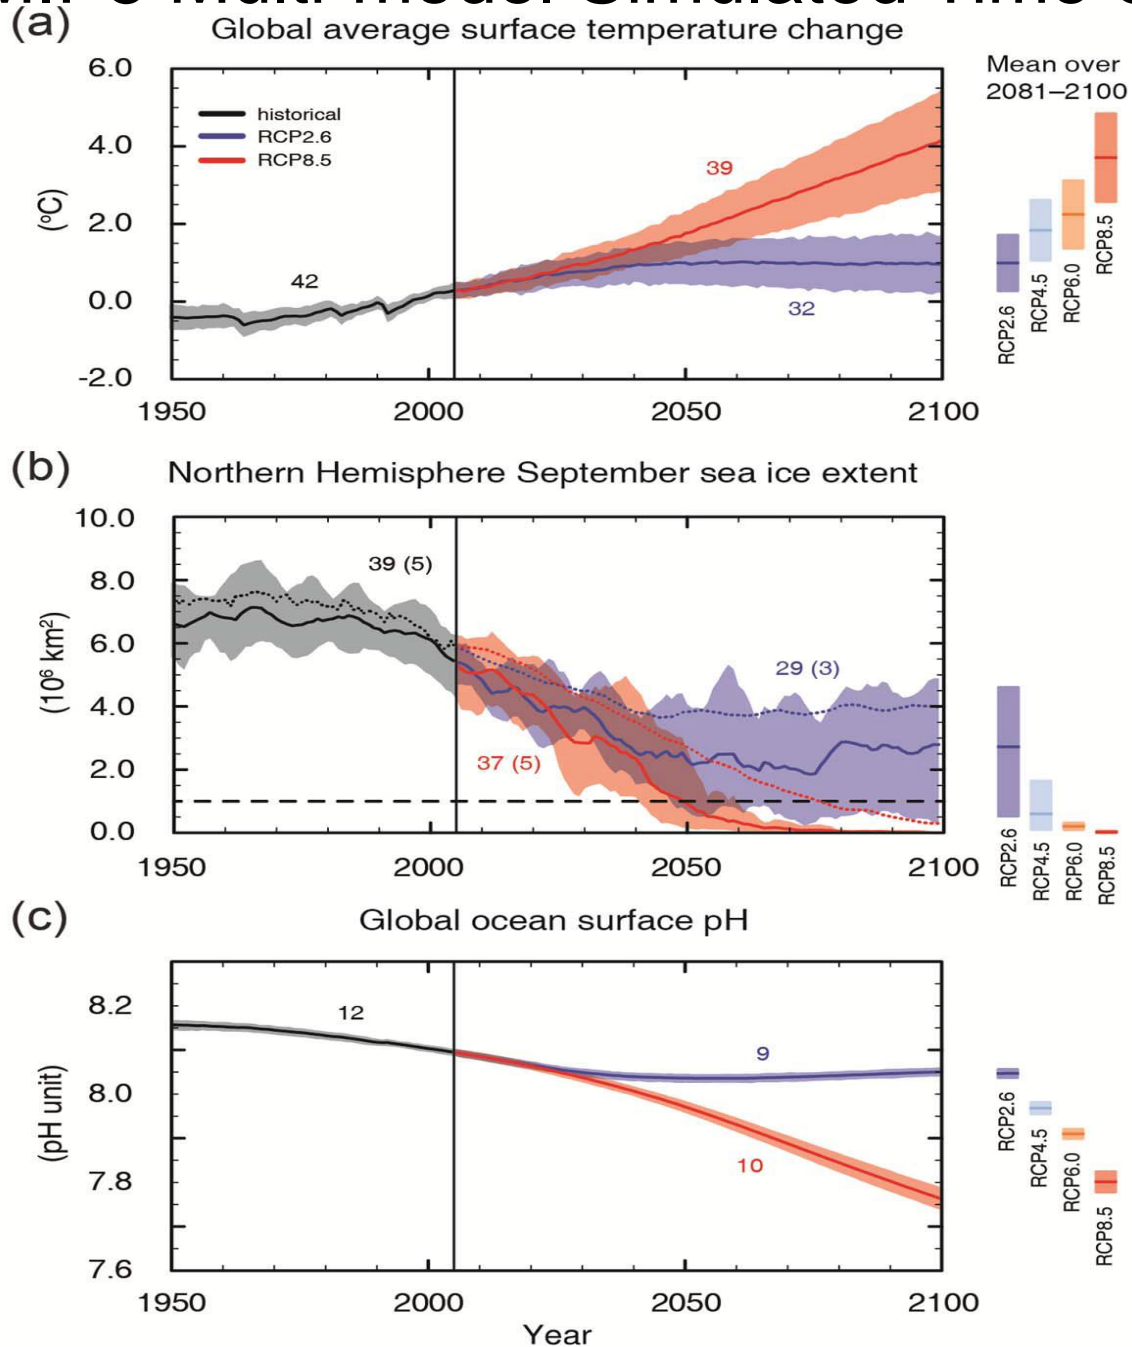 (a)
Global average surface temperature change
6.0
4.0
2.0
0.0
-2.0
(ºC)
historical
RCP2.6
RCP8.5
42
39
32
1950 2000 2050 2100
Mean over
2081–2100
RCP2.6
RCP4.5
RCP6.0
RCP8.5
(b)
Northern Hemisphere September sea ice extent
10.0
8.0
6.0
4.0
2.0
0.0
(10⁶ km²)
39 (5)
29 (3)
37 (5)
1950 2000 2050 2100
RCP2.6
RCP4.5
RCP6.0
RCP8.5
(c)
Global ocean surface pH
8.2
8.0
7.8
7.6
(pH unit)
12
9
10
1950 2000 2050 2100
Year
RCP2.6
RCP4.5
RCP6.0
RCP8.5